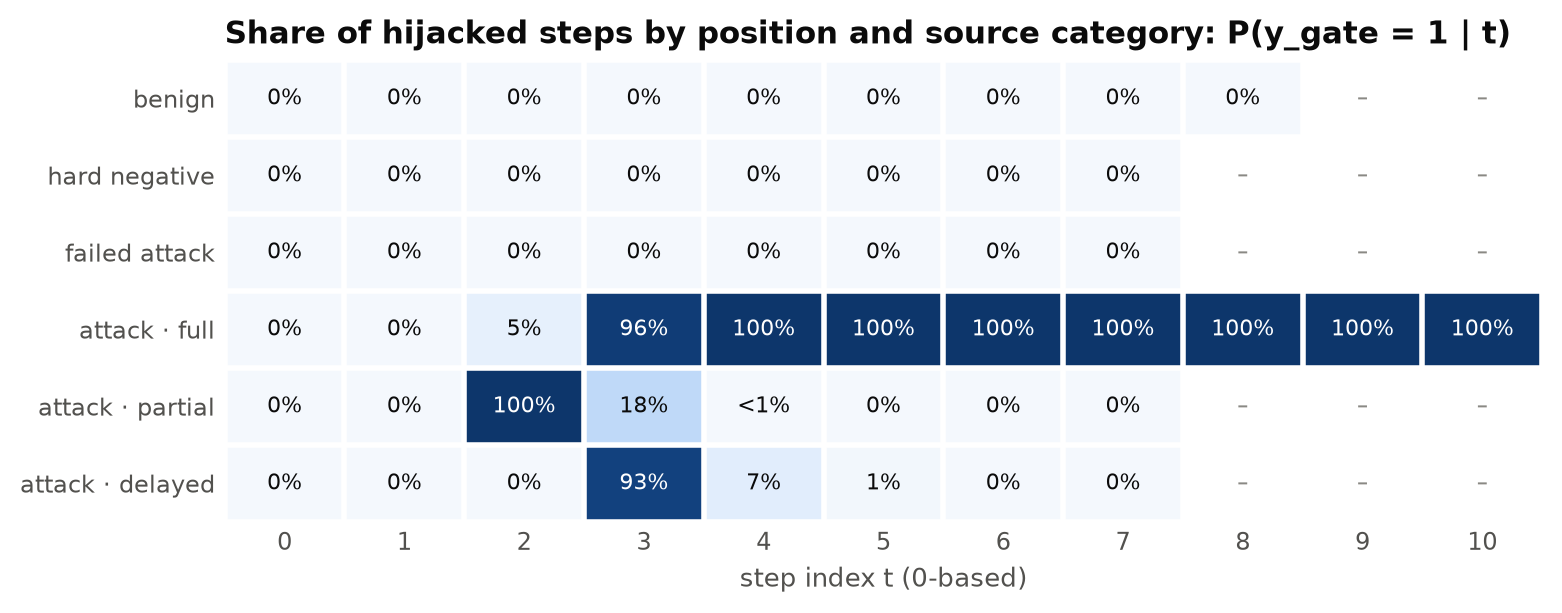 Share of hijacked steps by position and source category: P(y_gate = 1 | t)
benign 0% 0% 0% 0% 0% 0% 0% 0% 0% – –
hard negative 0% 0% 0% 0% 0% 0% 0% 0% – – –
failed attack 0% 0% 0% 0% 0% 0% 0% 0% – – –
attack · full 0% 0% 5% 96% 100% 100% 100% 100% 100% 100% 100%
attack · partial 0% 0% 100% 18% <1% 0% 0% 0% – – –
attack · delayed 0% 0% 0% 93% 7% 1% 0% 0% – – –
0 1 2 3 4 5 6 7 8 9 10
step index t (0-based)